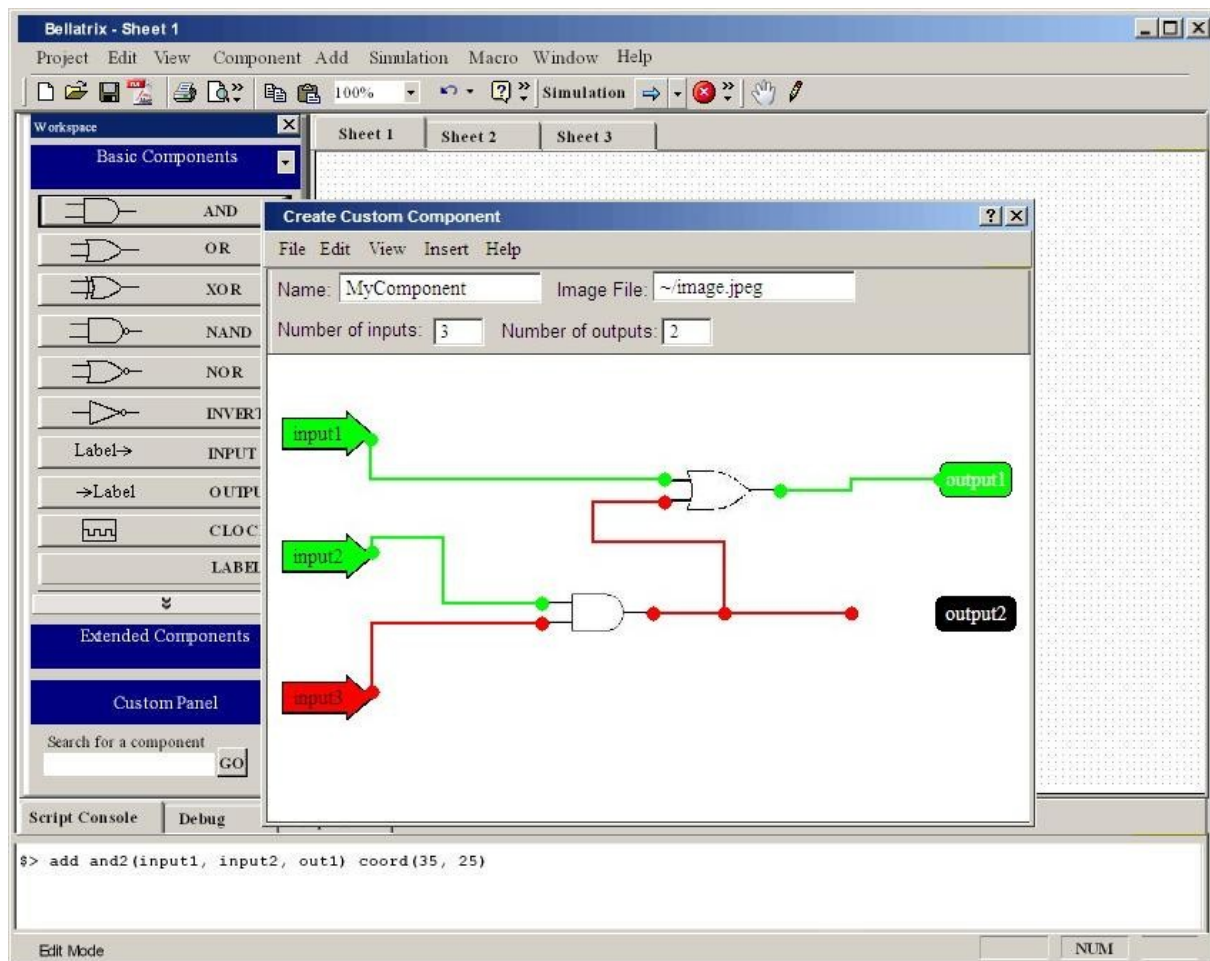 Bellatrix - Sheet 1
Project Edit View Component Add Simulation Macro Window Help
100% Simulation
Workspace
Basic Components
AND
OR
XOR
NAND
NOR
INVERT
Label→ INPUT
→Label OUTPU
CLOC
LABEL
Extended Components
Custom Panel
Search for a component
GO
Sheet 1 Sheet 2 Sheet 3
Create Custom Component
File Edit View Insert Help
Name: MyComponent Image File: ~/image.jpeg
Number of inputs: 3 Number of outputs: 2
input1
output1
input2
output2
input3
Script Console Debug
$> add and2(input1, input2, out1) coord(35, 25)
Edit Mode NUM